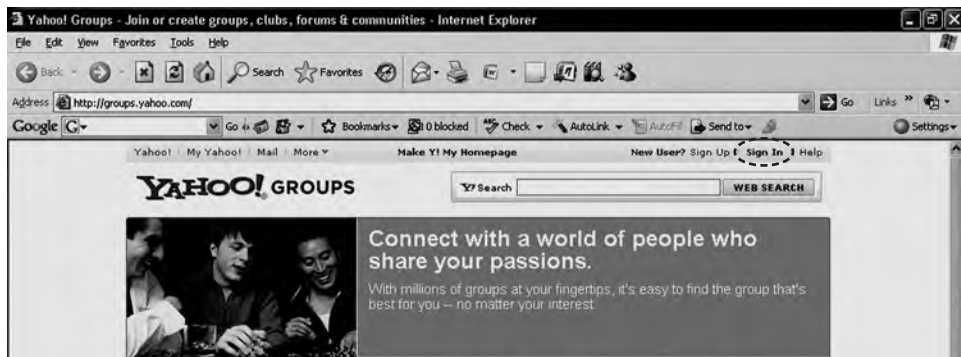 Yahoo! Groups - Join or create groups, clubs, forums & communities - Internet Explorer
File Edit View Favorites Tools Help
Back Search Favorites
Address http://groups.yahoo.com/ Go Links »
Google G Go Bookmarks 0 blocked ABC Check AutoLink AutoFill Send to Settings
Yahoo! My Yahoo! Mail More Make Y! My Homepage New User? Sign Up Sign In Help
YAHOO! GROUPS Y! Search WEB SEARCH
Connect with a world of people who
share your passions.
With millions of groups at your fingertips, it's easy to find the group that's
best for you -- no matter your interest